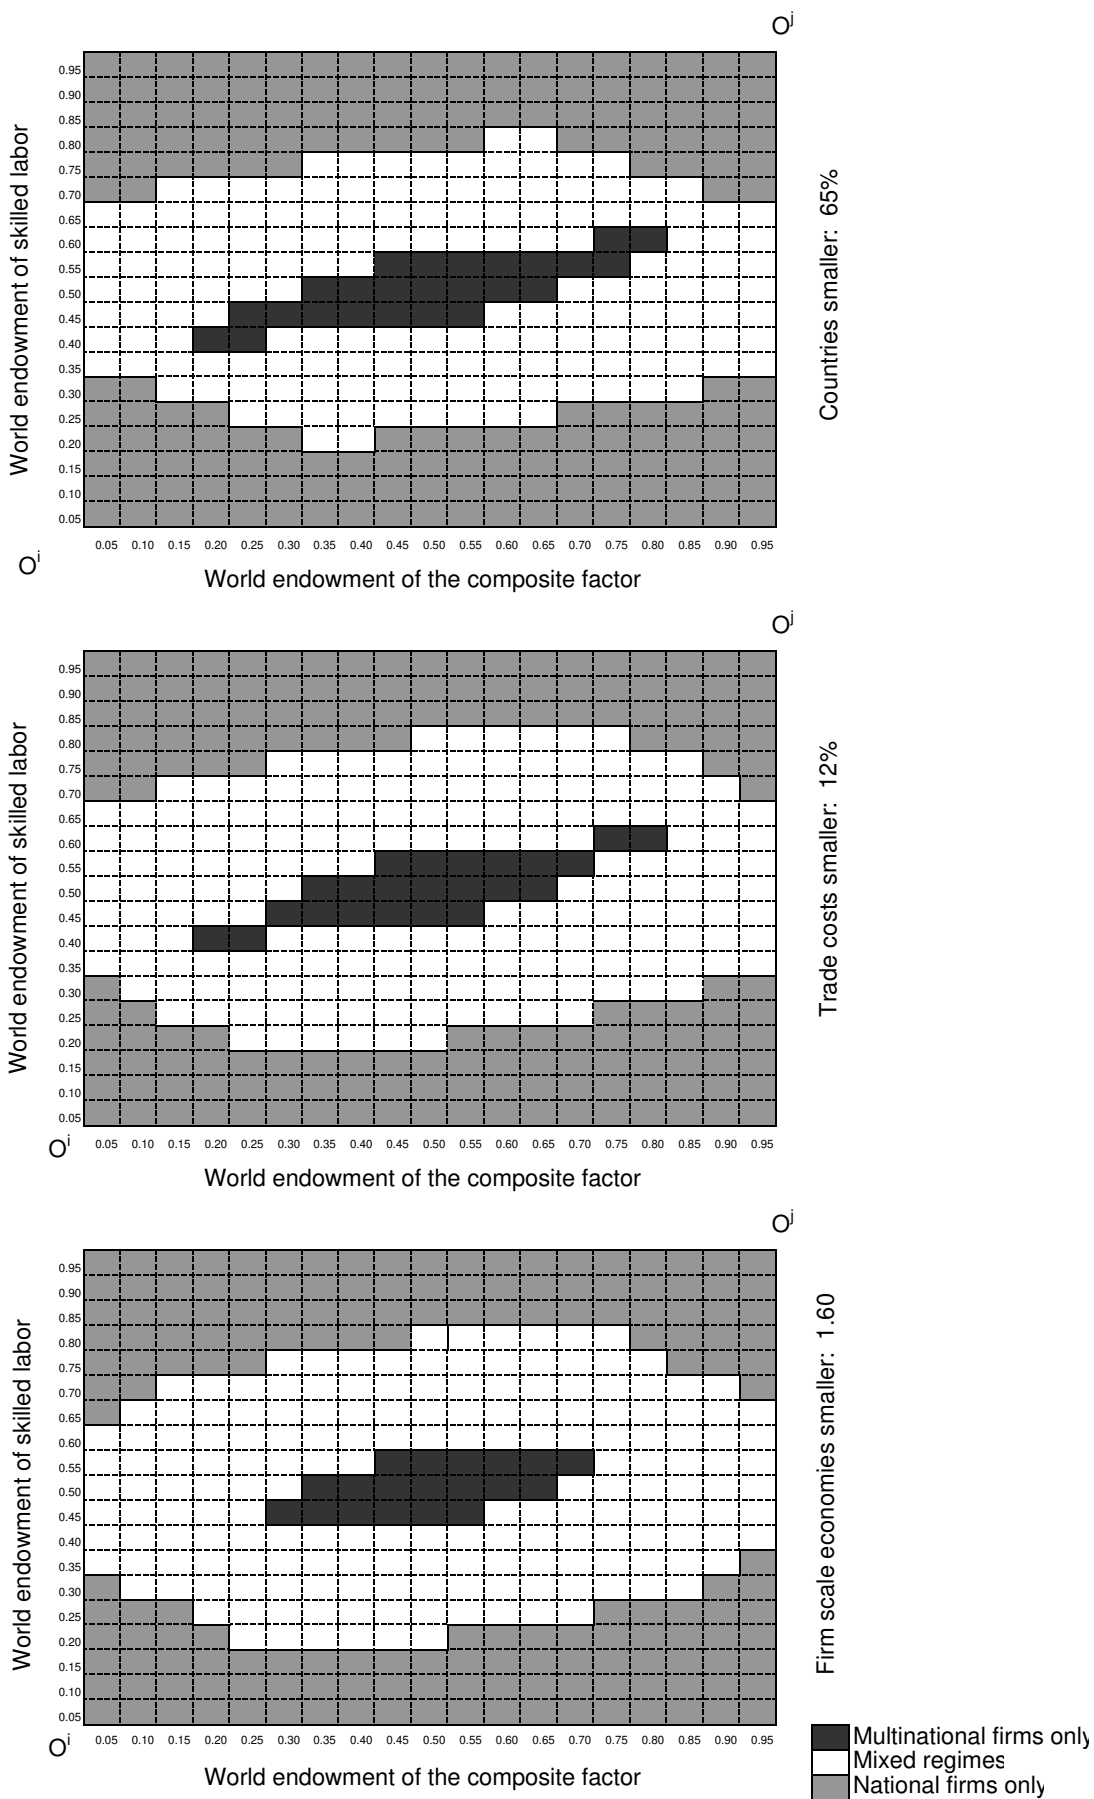 Oj
World endowment of skilled labor
0.95
0.90
0.85
0.80
0.75
0.70
0.65
0.60
0.55
0.50
0.45
0.40
0.35
0.30
0.25
0.20
0.15
0.10
0.05
Countries smaller: 65%
0.05 0.10 0.15 0.20 0.25 0.30 0.35 0.40 0.45 0.50 0.55 0.60 0.65 0.70 0.75 0.80 0.85 0.90 0.95
Oi
World endowment of the composite factor
Oj
World endowment of skilled labor
0.95
0.90
0.85
0.80
0.75
0.70
0.65
0.60
0.55
0.50
0.45
0.40
0.35
0.30
0.25
0.20
0.15
0.10
0.05
Trade costs smaller: 12%
Oi
0.05 0.10 0.15 0.20 0.25 0.30 0.35 0.40 0.45 0.50 0.55 0.60 0.65 0.70 0.75 0.80 0.85 0.90 0.95
World endowment of the composite factor
Oj
World endowment of skilled labor
0.95
0.90
0.85
0.80
0.75
0.70
0.65
0.60
0.55
0.50
0.45
0.40
0.35
0.30
0.25
0.20
0.15
0.10
0.05
Firm scale economies smaller: 1.60
Oi
0.05 0.10 0.15 0.20 0.25 0.30 0.35 0.40 0.45 0.50 0.55 0.60 0.65 0.70 0.75 0.80 0.85 0.90 0.95
World endowment of the composite factor
Multinational firms only
Mixed regimes
National firms only